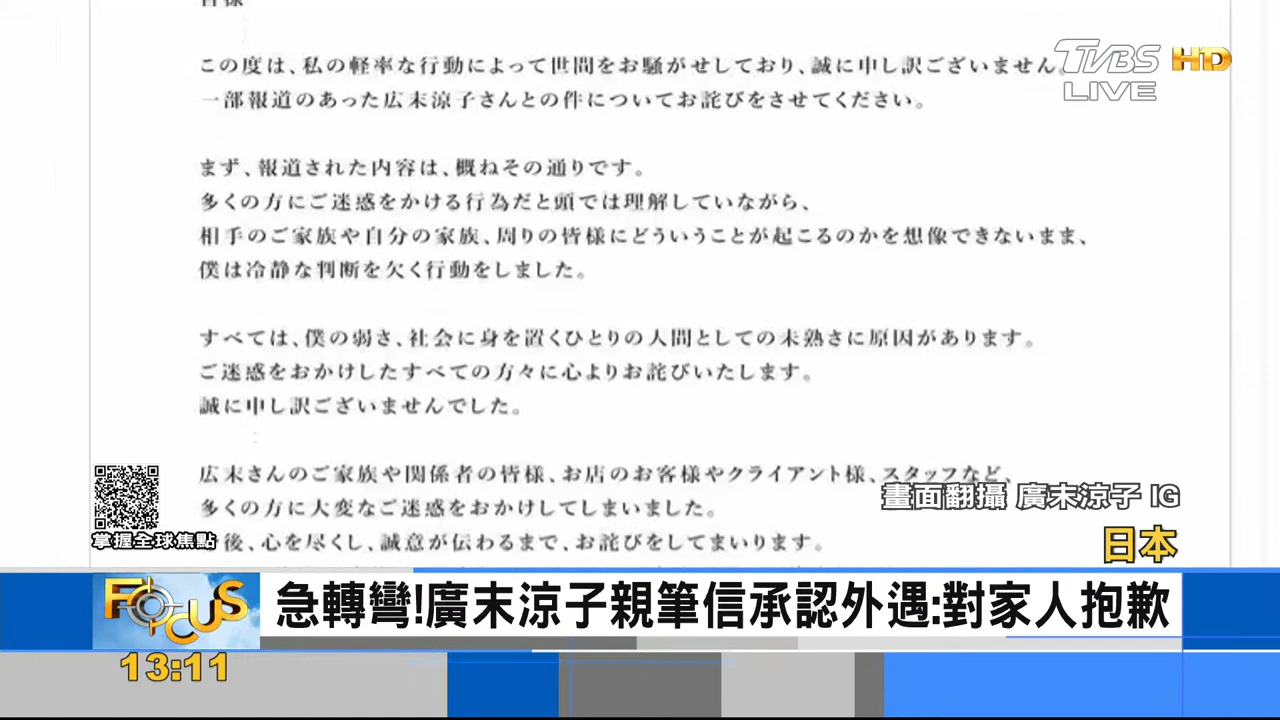 皆様
この度は、私の軽率な行動によって世間をお騒がせしており、誠に申し訳ございません。
一部報道のあった広末涼子さんとの件についてお詫びをさせてください。
まず、報道された内容は、概ねその通りです。
多くの方にご迷惑をかける行為だと頭では理解していながら、
相手のご家族や自分の家族、周りの皆様にどういうことが起こるのかを想像できないまま、
僕は冷静な判断を欠く行動をしました。
すべては、僕の弱さ、社会に身を置くひとりの人間としての未熟さに原因があります。
ご迷惑をおかけしたすべての方々に心よりお詫びいたします。
誠に申し訳ございませんでした。
広末さんのご家族や関係者の皆様、お店のお客様やクライアント様、スタッフなど、
多くの方に大変なご迷惑をおかけしてしまいました。
後、心を尽くし、誠意が伝わるまで、お詫びをしてまいります。
TVBS HD
LIVE
掌握全球焦點
畫面翻攝 廣末涼子 IG
日本
FOCUS
急轉彎!廣末涼子親筆信承認外遇:對家人抱歉
13:11